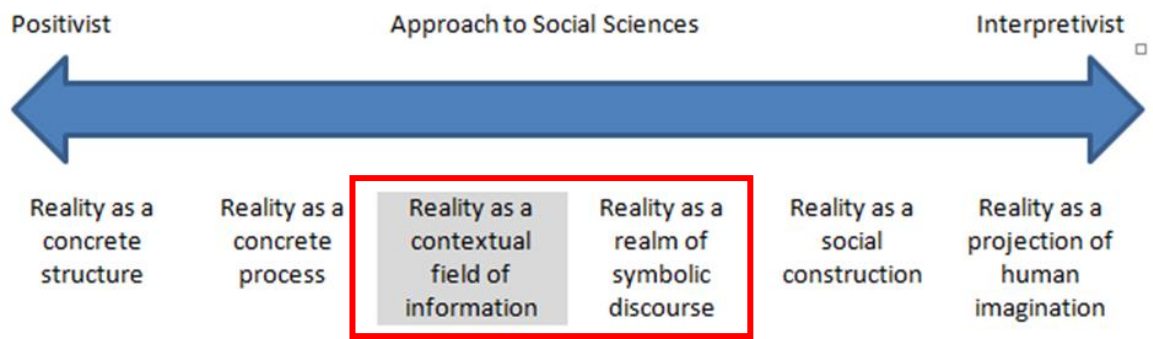 Positivist
Approach to Social Sciences
Interpretivist
Reality as a
concrete
structure
Reality as a
concrete
process
Reality as a
contextual
field of
information
Reality as a
realm of
symbolic
discourse
Reality as a
social
construction
Reality as a
projection of
human
imagination